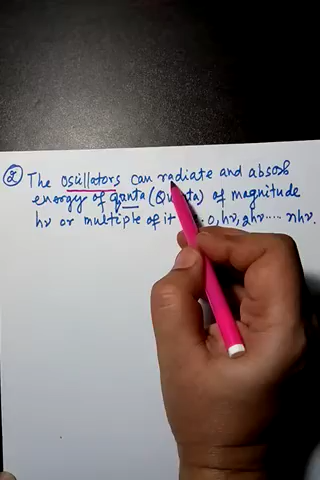 ② The oscillators can radiate and absorb
energy of qanta (Quanta) of magnitude
hν or multiple of it 0, hν, 2hν.... nhν.